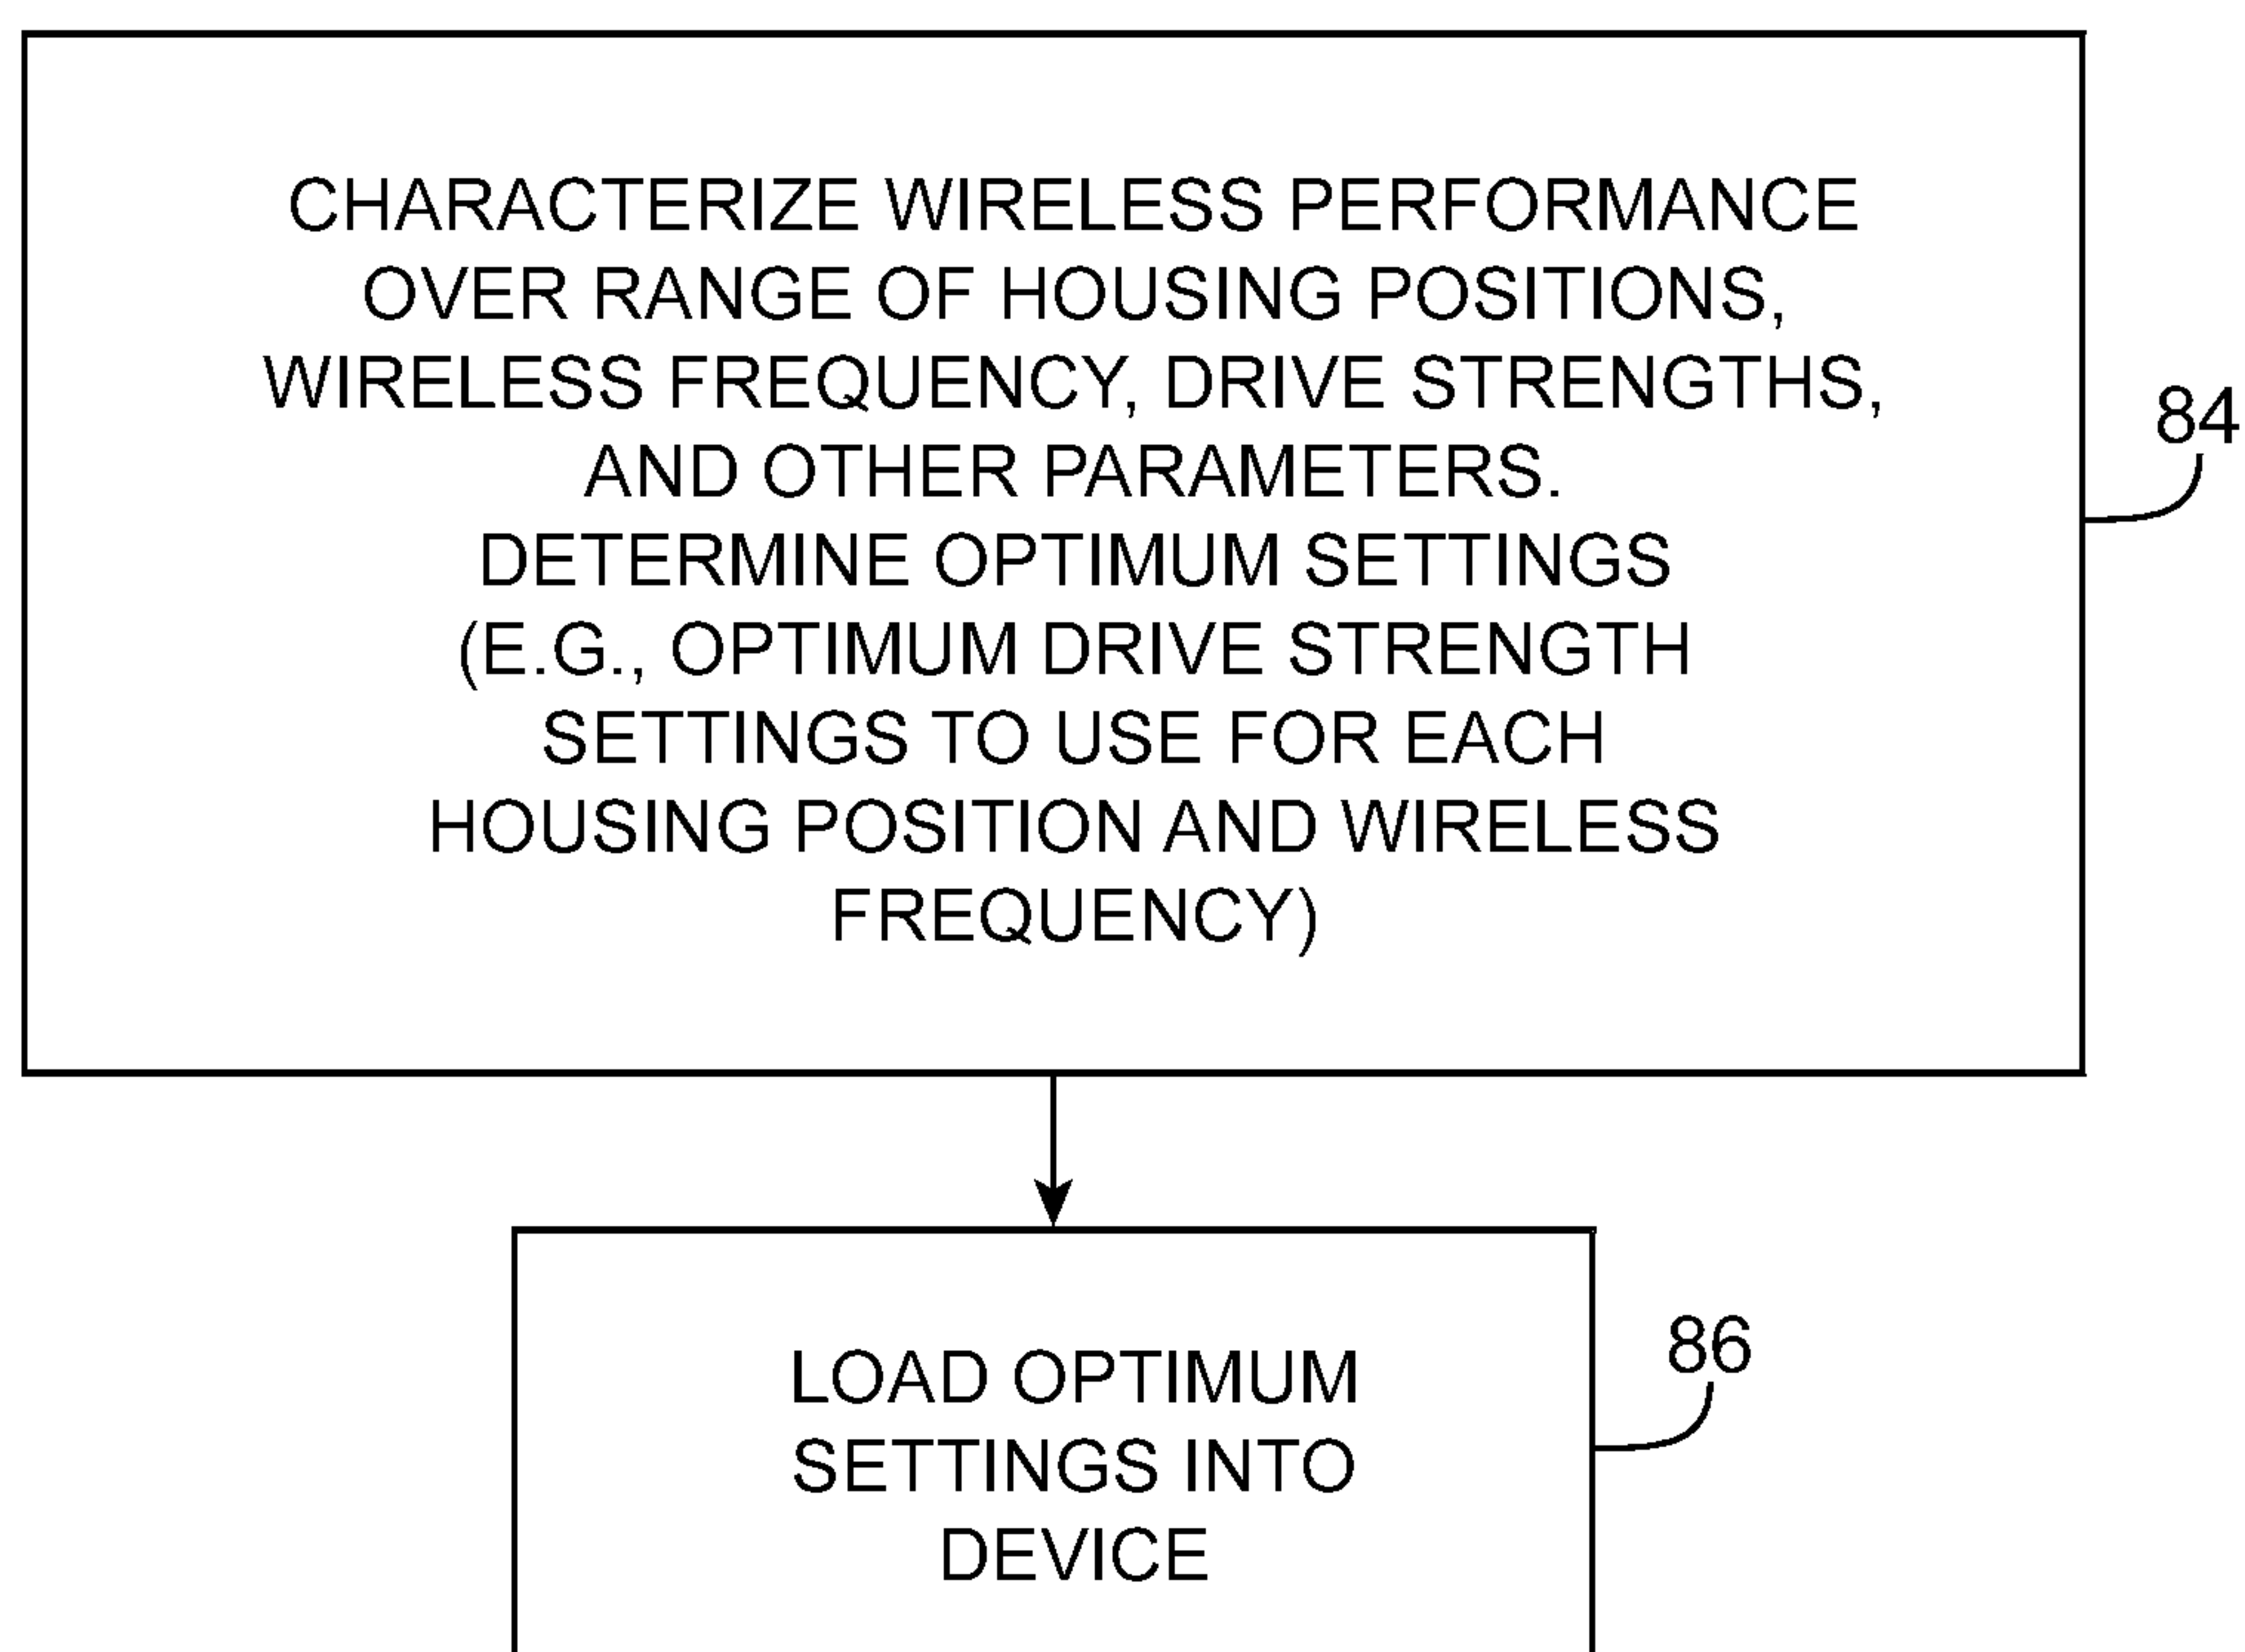 CHARACTERIZE WIRELESS PERFORMANCE
OVER RANGE OF HOUSING POSITIONS,
WIRELESS FREQUENCY, DRIVE STRENGTHS,
AND OTHER PARAMETERS.
DETERMINE OPTIMUM SETTINGS
(E.G., OPTIMUM DRIVE STRENGTH
SETTINGS TO USE FOR EACH
HOUSING POSITION AND WIRELESS
FREQUENCY)
84
LOAD OPTIMUM
SETTINGS INTO
DEVICE
86